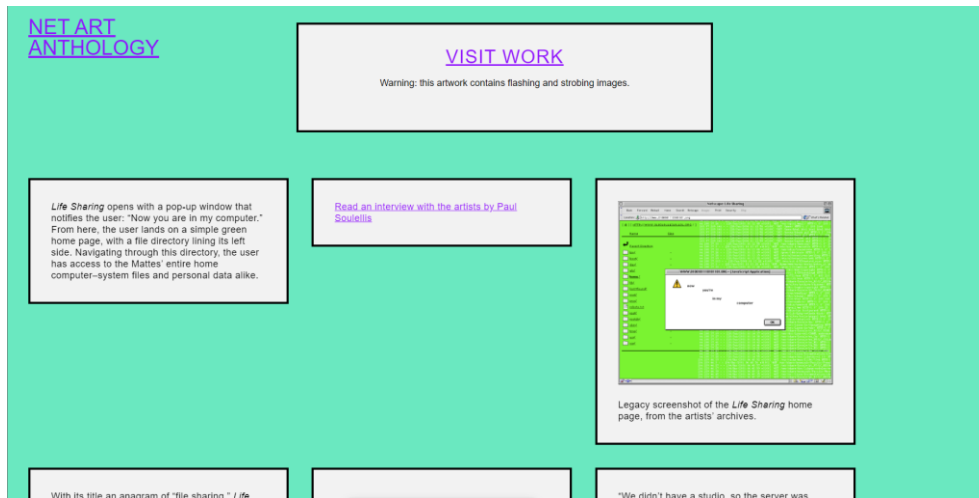 NET ART
ANTHOLOGY
VISIT WORK
Warning: this artwork contains flashing and strobing images.
Life Sharing opens with a pop-up window that
notifies the user: “Now you are in my computer.”
From here, the user lands on a simple green
home page, with a file directory lining its left
side. Navigating through this directory, the user
has access to the Mattes’ entire home
computer–system files and personal data alike.
Read an interview with the artists by Paul
Soulellis
Legacy screenshot of the Life Sharing home
page, from the artists’ archives.
With its title an anagram of “file sharing,” Life
“We didn’t have a studio, so the server was